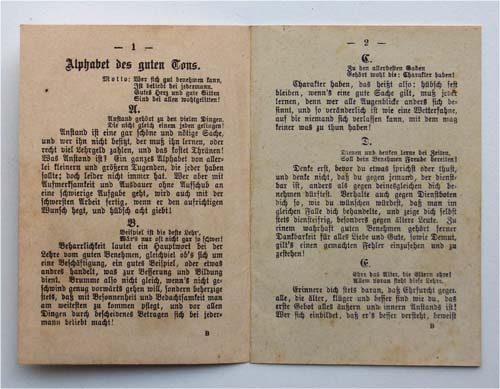 — 1 —
Alphabet des guten Tons.
Motto: Wer sich gut benehmen kann,
Ist beliebt bei jedermann.
Gutes Herz und gute Sitten
Sind bei allen wohlgelitten!
A.
Anstand gehört zu den vielen Dingen,
Die nicht gleich einem jeden gelingen!
Anstand ist eine gar schöne und nötige Sache,
und wer ihn nicht besitzt, der muß ihn lernen, oder
recht viel Lehrgeld zahlen, und das kostet Thränen!
Was Anstand ist? Ein ganzes Alphabet von aller-
lei kleinern und größern Tugenden, die jeder haben
sollte; doch leider nicht immer hat. Wer aber mit
Aufmerksamkeit und Ausdauer ohne Aufschub an
eine schwierige Aufgabe geht, wird auch mit der
schwersten Arbeit fertig, wenn er den aufrichtigen
Wunsch hegt, und hübsch acht giebt!
B.
Beispiel ist die beste Lehr',
Wär's nur oft nicht gar so schwer!
Beharrlichkeit lautet ein Hauptwort bei der
Lehre vom guten Benehmen, gleichviel ob's sich um
eine Beschäftigung, ein gutes Beispiel, oder etwas
anderes handelt, was zur Besserung und Bildung
dient. Brumme also nicht gleich, wenn's nicht ge-
schwind genug vorwärts gehen will, sondern beherzige
stets, daß mit Besonnenheit und Bedachtsamkeit man
am weitesten zu kommen pflegt, und vor allen
Dingen durch bescheidenes Betragen sich bei jeder-
mann beliebt macht!
B
— 2 —
C.
Zu den allerbesten Gaben
Gehört wohl die: Charakter haben!
Charakter haben, das heißt also: hübsch fest
bleiben, wenn's eine gute Sache gilt, muß jeder
lernen, denn wer alle Augenblicke anders sich be-
sinnt, und so veränderlich ist wie eine Wetterfahne,
auf die niemand sich verlassen kann, mit dem mag
keiner was zu thun haben!
D.
Dienen und denken lerne bei Zeiten,
Soll dein Benehmen Freude bereiten!
Denke erst, bevor du etwas sprichst oder thust,
und denke nicht, daß du gegen jemand, der dienst-
bar ist, anders als gegen deinesgleichen dich be-
nehmen dürfest. Verhalte auch gegen Dienstboten
dich so, wie du wünschen würdest, daß man im
gleichen Falle dich behandelte, und zeige dich selbst
stets diensteifrig, besonders gegen ältere Leute. Zu
einem wahrhaft guten Benehmen gehört ferner
Dankbarkeit für alles Liebe und Gute, sowie Demut,
gilt's einen gemachten Fehler einzusehen und zu
gestehen!
E.
Ehre das Alter, die Eltern ehre!
Allem voran steht diese Lehre.
Erinnere dich stets daran, daß Ehrfurcht gegen
alle, die älter, klüger und besser sind wie du, das
erste Gebot alles äußern und innern Anstands ist!
Wer sich einbildet, daß er's besser versteht, beweist
B